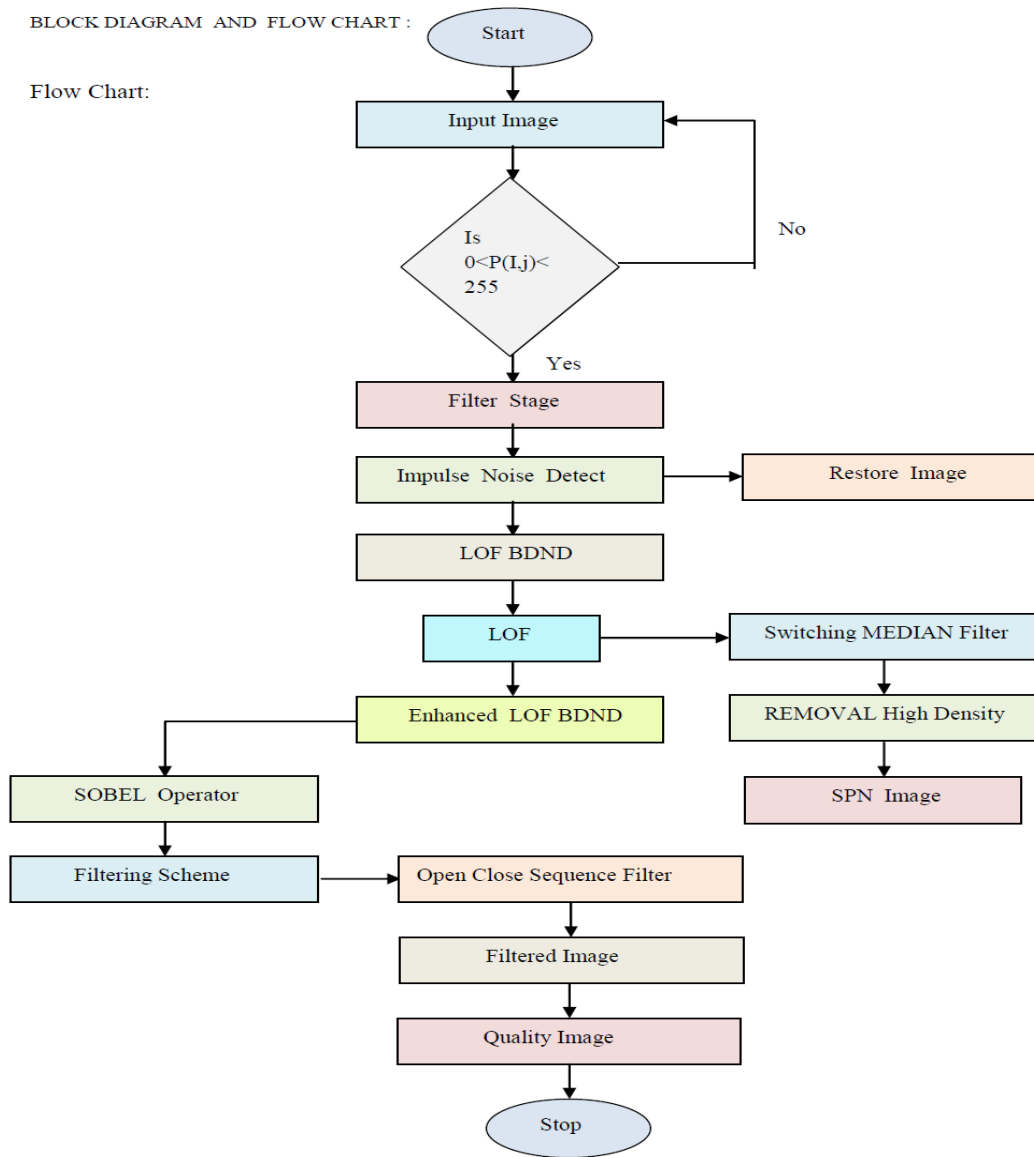 BLOCK DIAGRAM AND FLOW CHART :
Start
Flow Chart:
Input Image
No
Is
0<P(I,j)<
255
Yes
Filter Stage
Impulse Noise Detect
Restore Image
LOF BDND
LOF
Switching MEDIAN Filter
Enhanced LOF BDND
REMOVAL High Density
SOBEL Operator
SPN Image
Filtering Scheme
Open Close Sequence Filter
Filtered Image
Quality Image
Stop